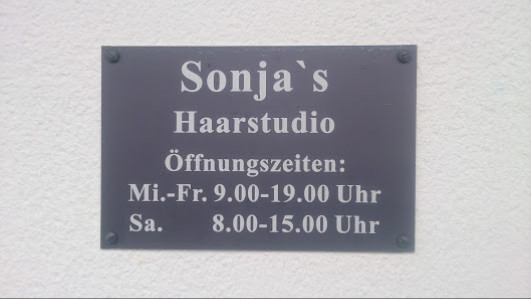 Sonja`s
Haarstudio
Öffnungszeiten:
Mi.-Fr. 9.00-19.00 Uhr
Sa. 8.00-15.00 Uhr